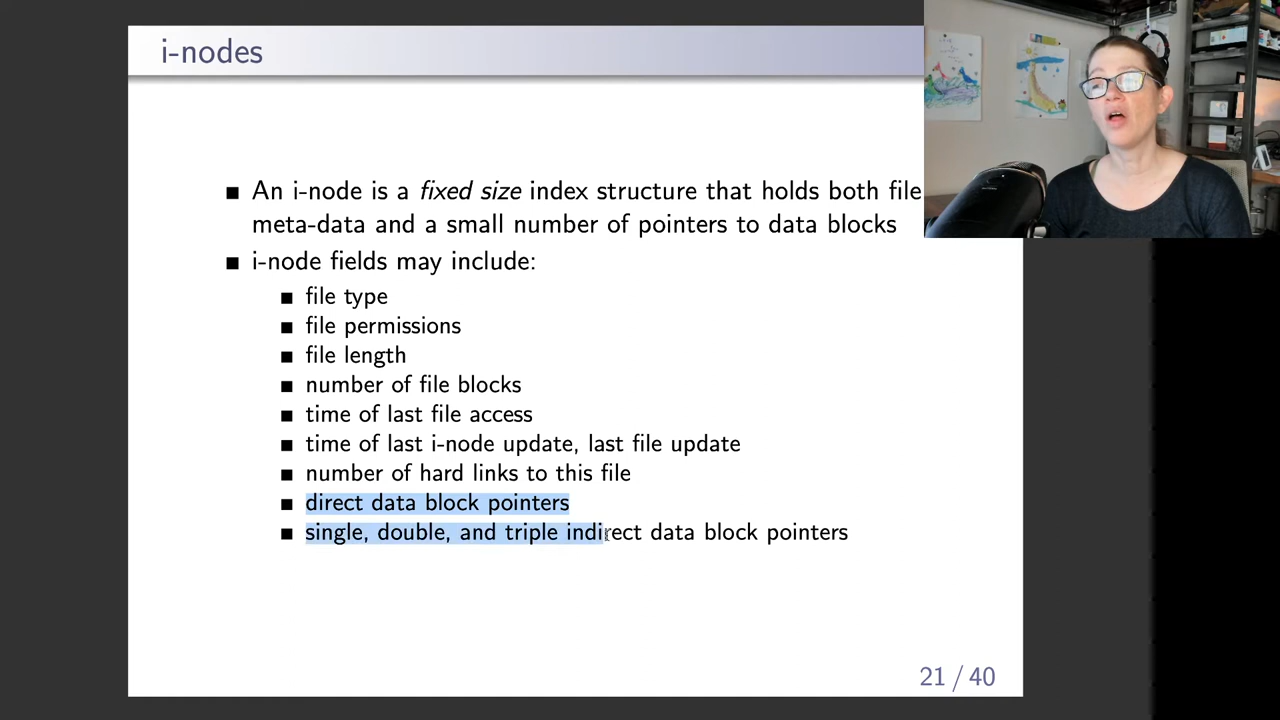 i-nodes
An i-node is a fixed size index structure that holds both file
meta-data and a small number of pointers to data blocks
i-node fields may include:
file type
file permissions
file length
number of file blocks
time of last file access
time of last i-node update, last file update
number of hard links to this file
direct data block pointers
single, double, and triple indirect data block pointers
21 / 40